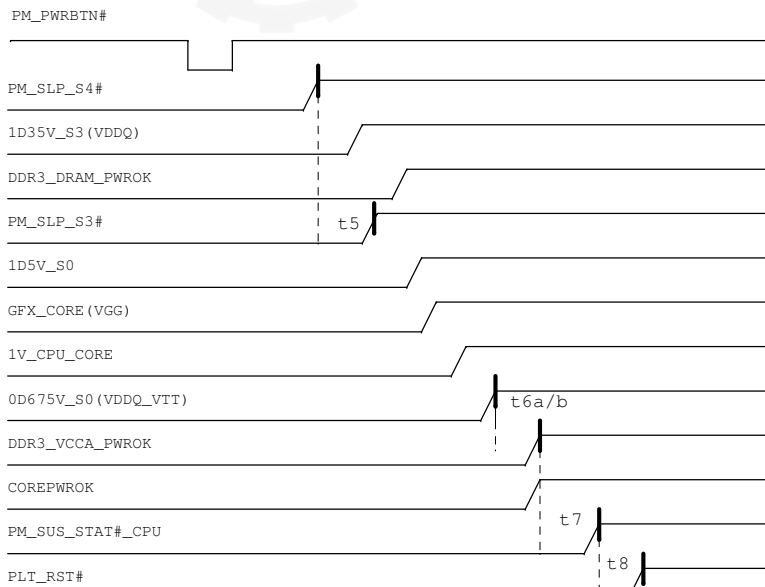 PM_PWRBTN#
PM_SLP_S4#
1D35V_S3(VDDQ)
DDR3_DRAM_PWROK
PM_SLP_S3#
t5
1D5V_S0
GFX_CORE(VGG)
1V_CPU_CORE
0D675V_S0(VDDQ_VTT)
t6a/b
DDR3_VCCA_PWROK
COREPWROK
PM_SUS_STAT#_CPU
t7
PLT_RST#
t8